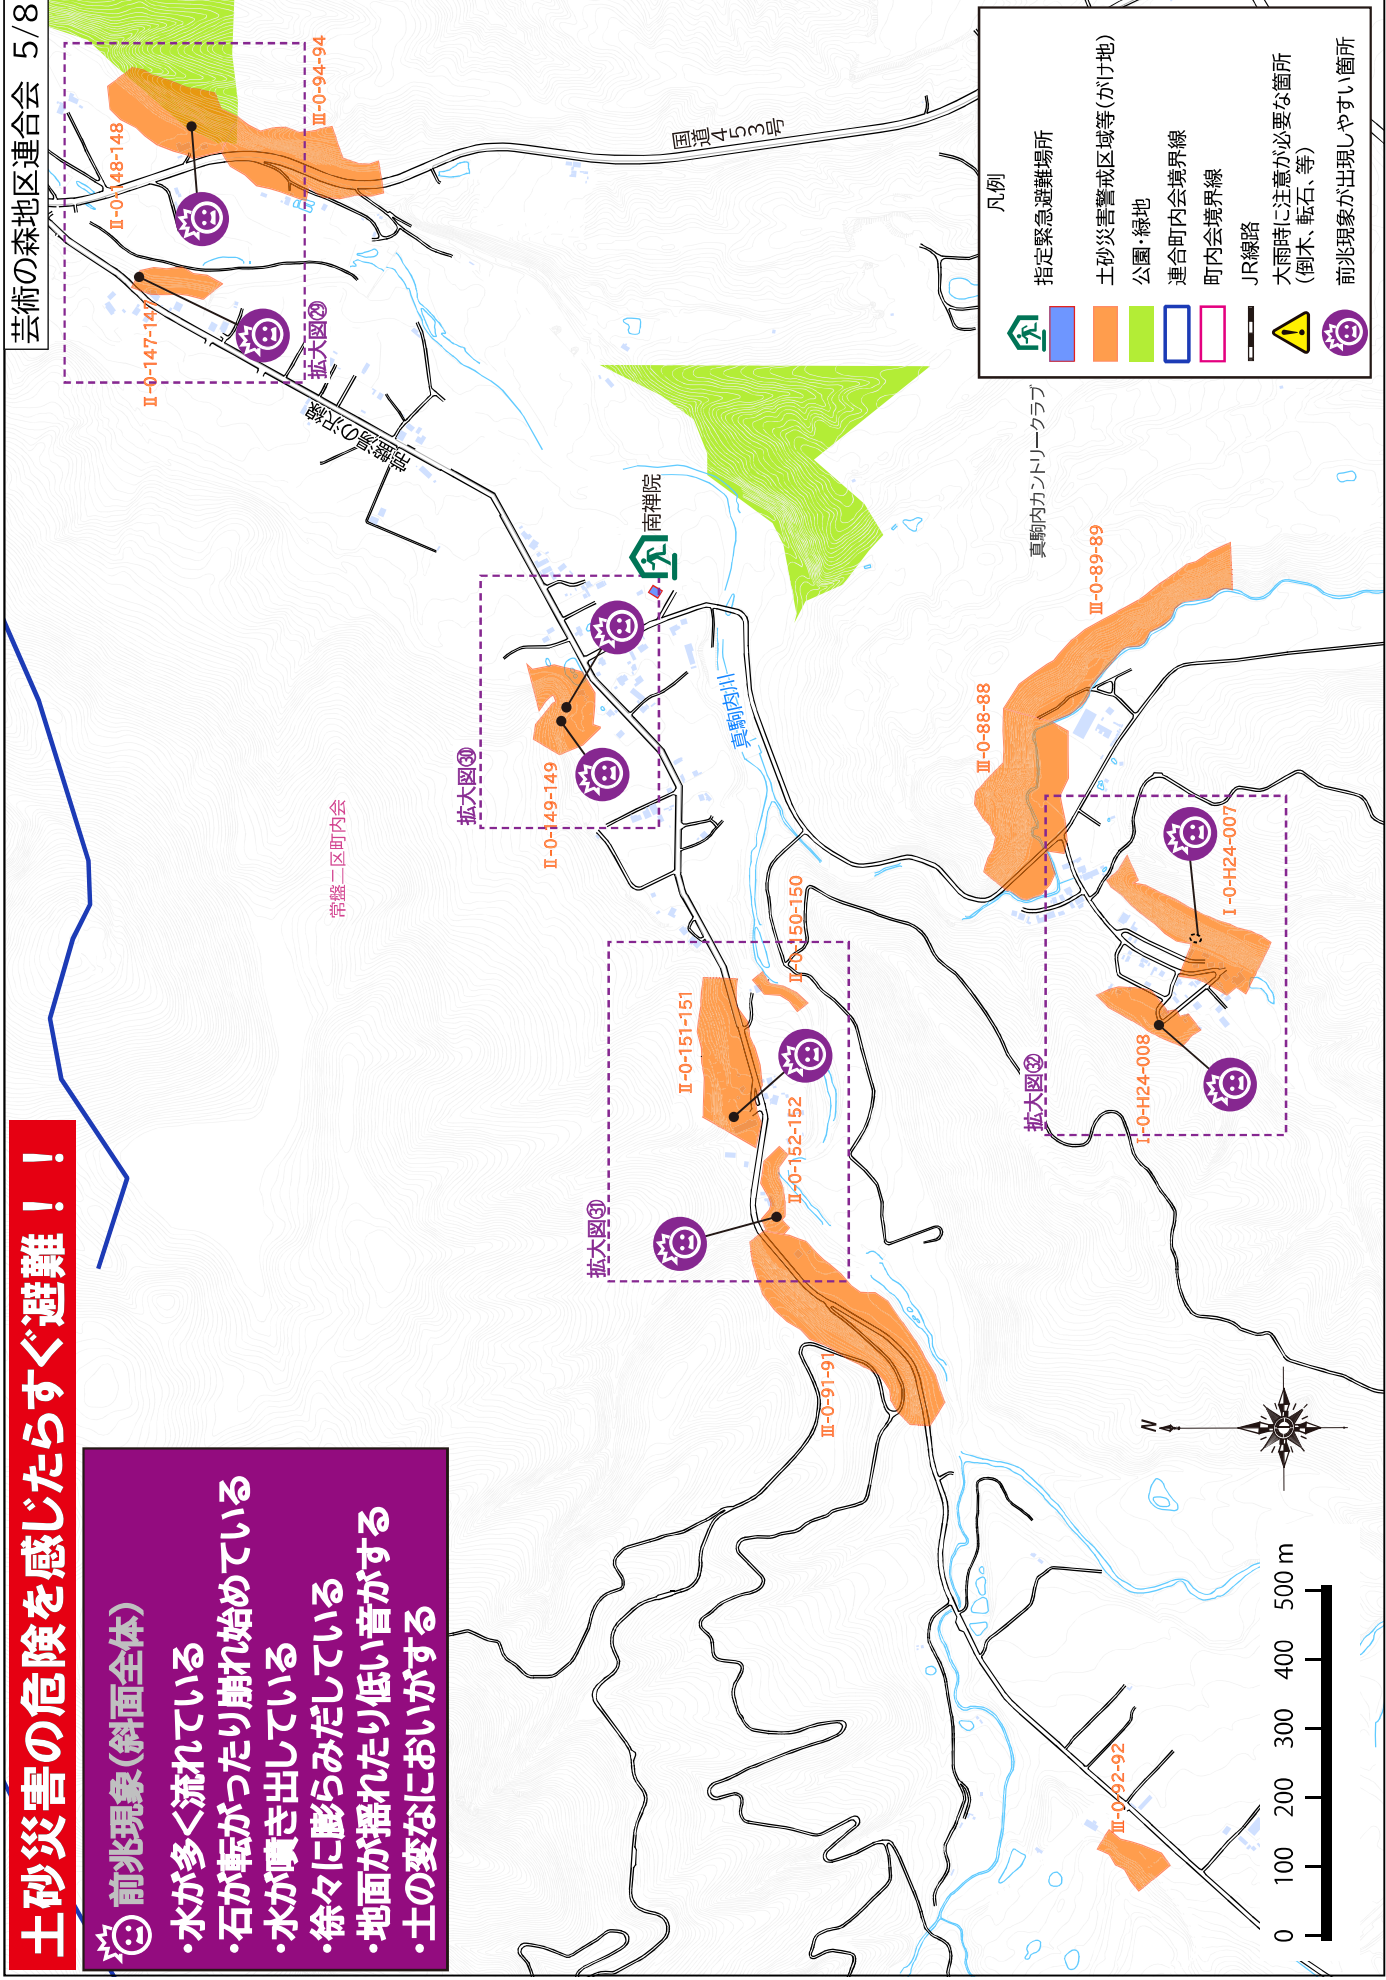 土砂災害の危険を感じたらすぐ避難！！
芸術の森地区連合会 5/8
前兆現象（斜面全体）
・水が多く流れている
・石が転がったり崩れ始めている
・水が噴き出している
・徐々に膨らみだしている
・地面が揺れたり低い音がする
・土の変なにおいがする
常盤二区町内会
拡大図㉙
Ⅱ-0-147-147
Ⅱ-0-148-148
Ⅲ-0-94-94
常盤湯の沢線
国道453号
拡大図㉚
Ⅱ-0-149-149
南禅院
真駒内川
拡大図㉛
Ⅱ-0-151-151
Ⅱ-0-150-150
Ⅱ-0-152-152
Ⅲ-0-91-91
Ⅲ-0-88-88
Ⅲ-0-89-89
真駒内カントリークラブ
拡大図㉜
Ⅰ-0-H24-008
Ⅰ-0-H24-007
Ⅲ-0-92-92
N
0 100 200 300 400 500 m
凡例
指定緊急避難場所
土砂災害警戒区域等(がけ地)
公園・緑地
連合町内会境界線
町内会境界線
JR線路
大雨時に注意が必要な箇所
(倒木、転石、等)
前兆現象が出現しやすい箇所